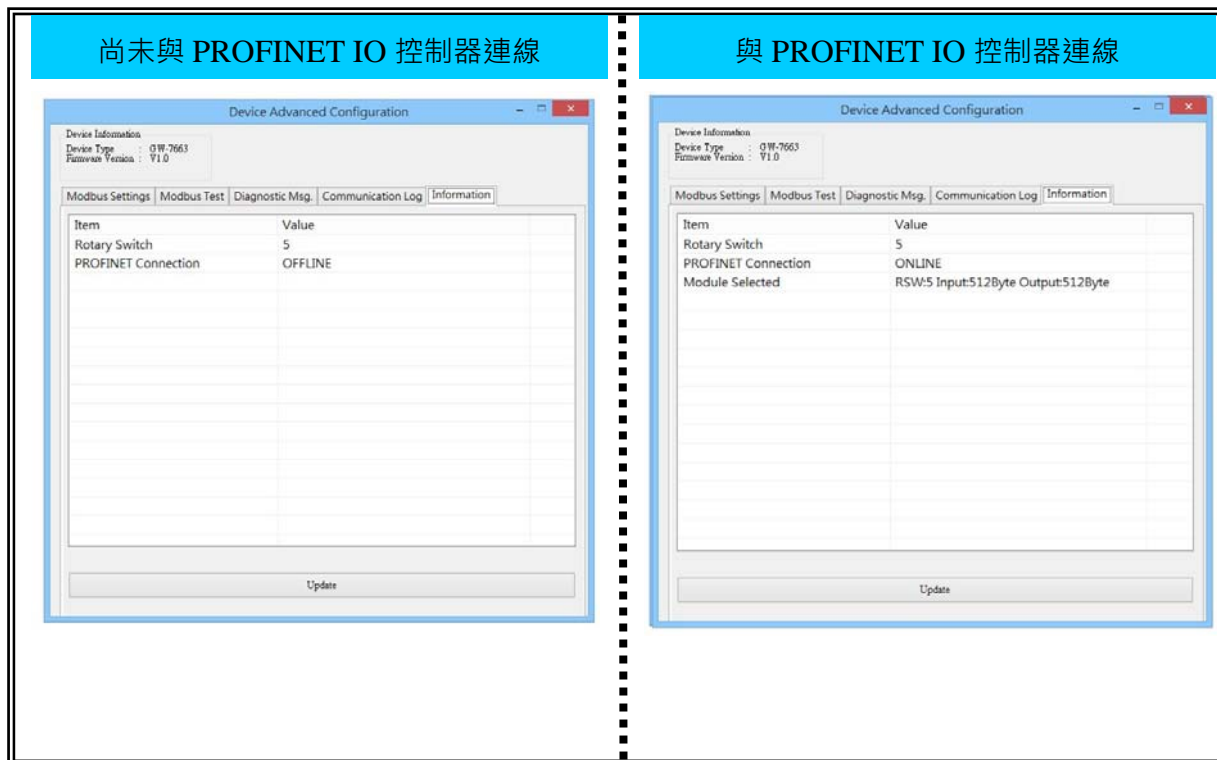 尚未與 PROFINET IO 控制器連線
Device Advanced Configuration
Device Information
Device Type : GW-7663
Firmware Version : V1.0
Modbus Settings Modbus Test Diagnostic Msg. Communication Log Information
Item Value
Rotary Switch 5
PROFINET Connection OFFLINE
Update
與 PROFINET IO 控制器連線
Device Advanced Configuration
Device Information
Device Type : GW-7663
Firmware Version : V1.0
Modbus Settings Modbus Test Diagnostic Msg. Communication Log Information
Item Value
Rotary Switch 5
PROFINET Connection ONLINE
Module Selected RSW:5 Input:512Byte Output:512Byte
Update